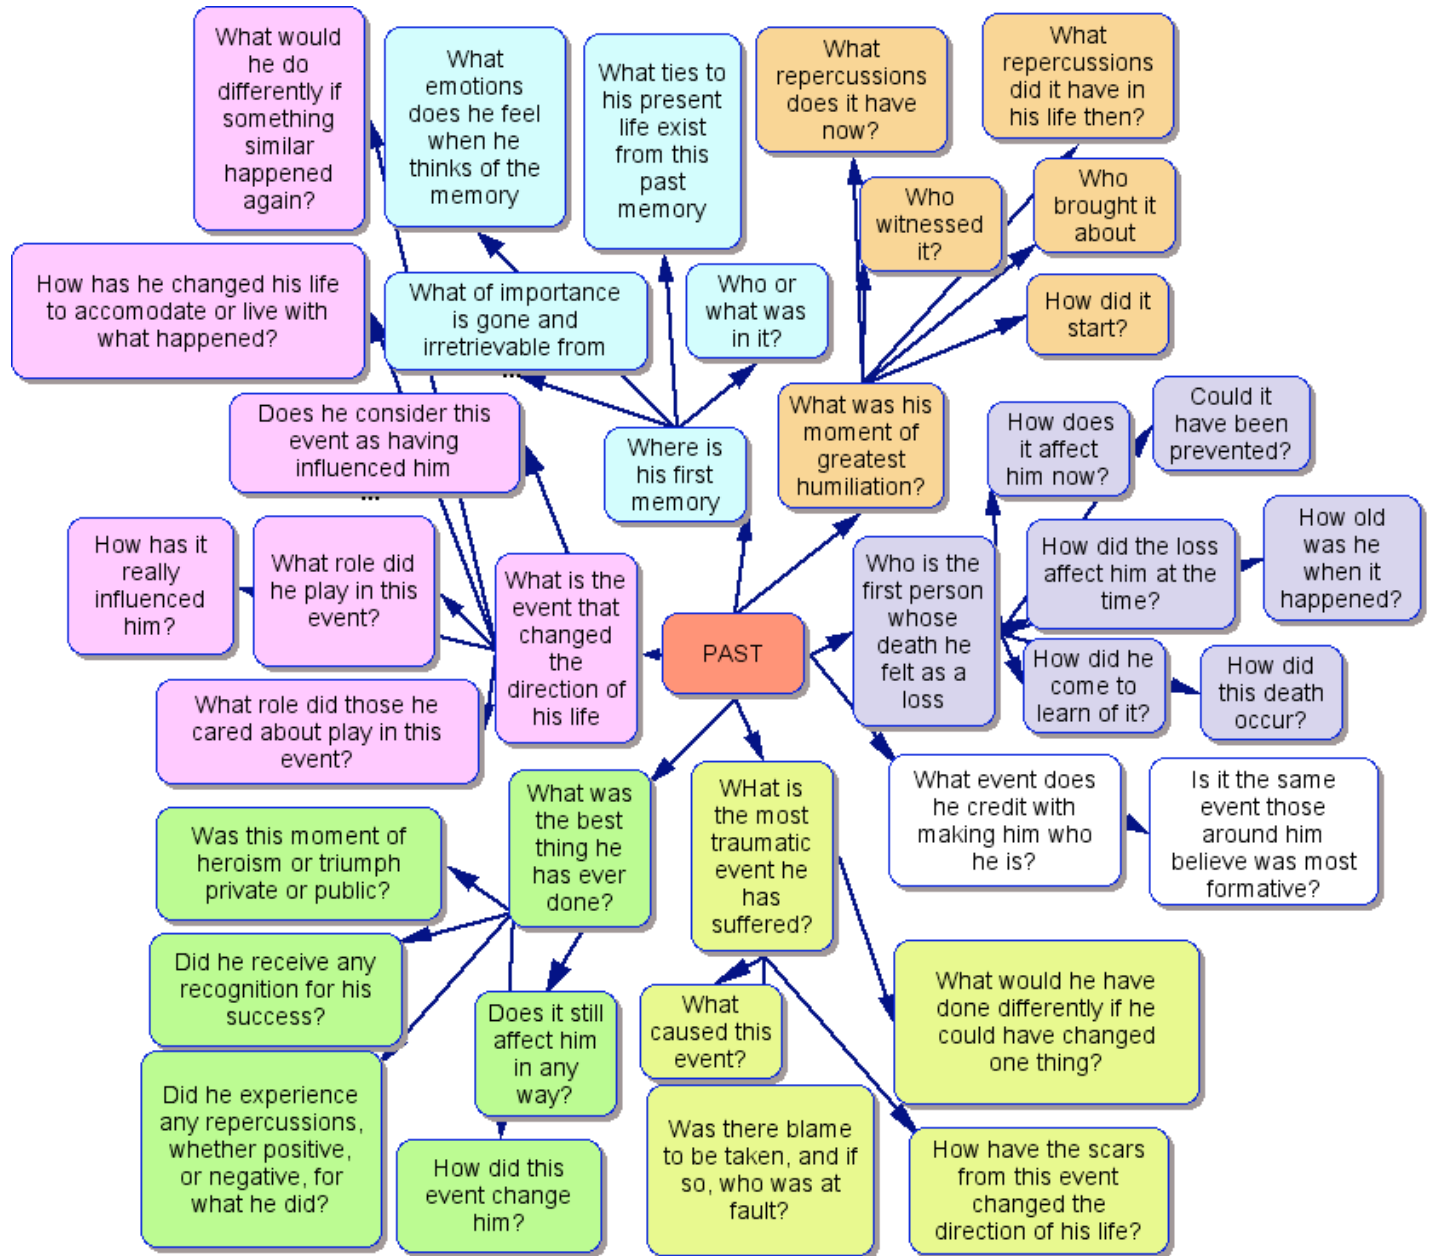 What would
he do
differently if
something
similar
happened
again?
What
emotions
does he feel
when he
thinks of the
memory
What ties to
his present
life exist
from this
past
memory
What
repercussions
does it have
now?
What
repercussions
did it have in
his life then?
Who
witnessed
it?
Who
brought it
about
How has he changed his life
to accomodate or live with
what happened?
What of importance
is gone and
irretrievable from
...
Who or
what was
in it?
How did it
start?
Does he consider this
event as having
influenced him
...
Where is
his first
memory
What was his
moment of
greatest
humiliation?
How does
it affect
him now?
Could it
have been
prevented?
How has it
really
influenced
him?
What role did
he play in this
event?
What is the
event that
changed
the
direction of
his life
PAST
Who is the
first person
whose
death he
felt as a
loss
How did the loss
affect him at the
time?
How old
was he
when it
happened?
How did he
come to
learn of it?
How did
this death
occur?
What role did those he
cared about play in this
event?
What was
the best
thing he
has ever
done?
WHat is
the most
traumatic
event he
has
suffered?
What event does
he credit with
making him who
he is?
Is it the same
event those
around him
believe was most
formative?
Was this moment of
heroism or triumph
private or public?
Did he receive any
recognition for his
success?
Does it still
affect him
in any
way?
What
caused this
event?
What would he have
done differently if he
could have changed
one thing?
Did he experience
any repercussions,
whether positive,
or negative, for
what he did?
How did this
event change
him?
Was there blame
to be taken, and if
so, who was at
fault?
How have the scars
from this event
changed the
direction of his life?